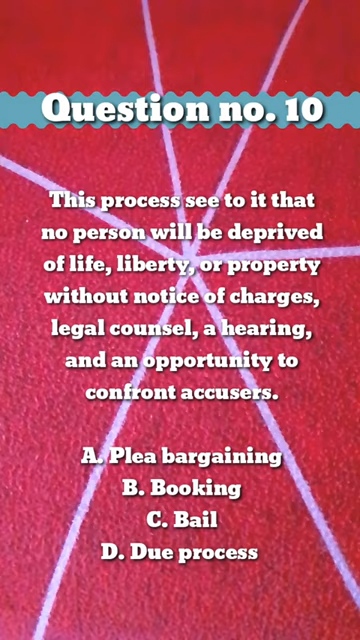 Question no. 10
This process see to it that
no person will be deprived
of life, liberty, or property
without notice of charges,
legal counsel, a hearing,
and an opportunity to
confront accusers.
A. Plea bargaining
B. Booking
C. Bail
D. Due process